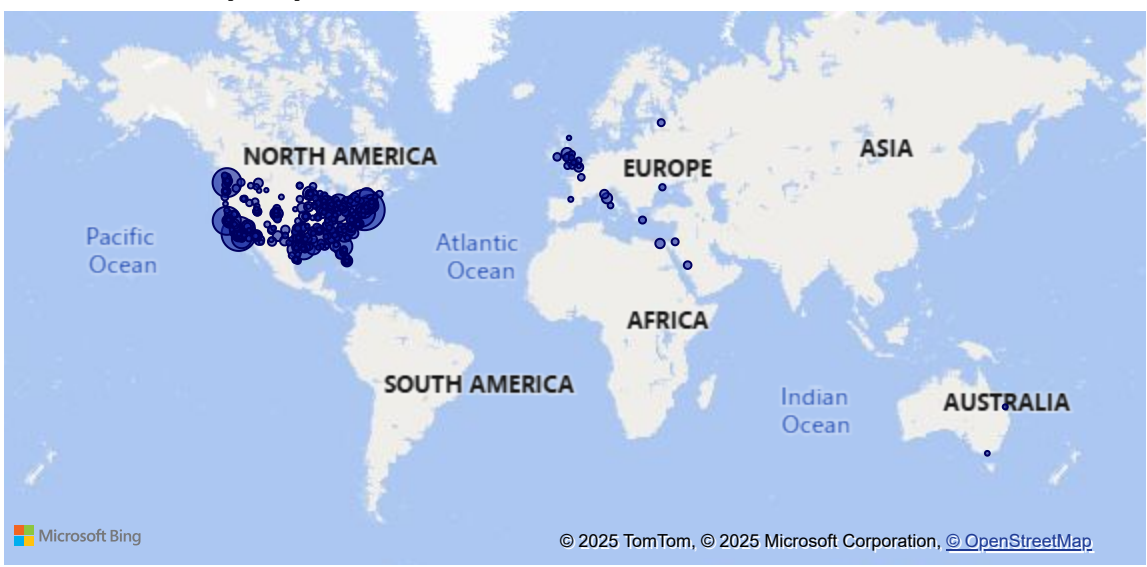 NORTH AMERICA
EUROPE
ASIA
Pacific
Ocean
Atlantic
Ocean
AFRICA
SOUTH AMERICA
Indian
Ocean
AUSTRALIA
Microsoft Bing
© 2025 TomTom, © 2025 Microsoft Corporation, © OpenStreetMap